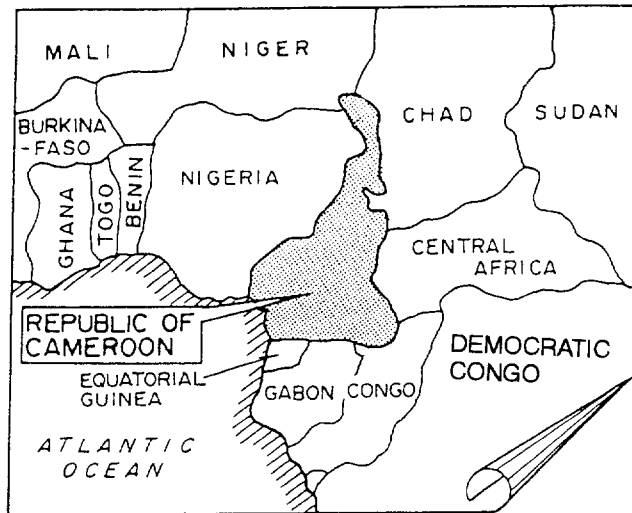 MALI
NIGER
BURKINA
-FASO
CHAD
SUDAN
GHANA
TOGO
BENIN
NIGERIA
CENTRAL
AFRICA
REPUBLIC OF
CAMEROON
EQUATORIAL
GUINEA
GABON
CONGO
DEMOCRATIC
CONGO
ATLANTIC
OCEAN